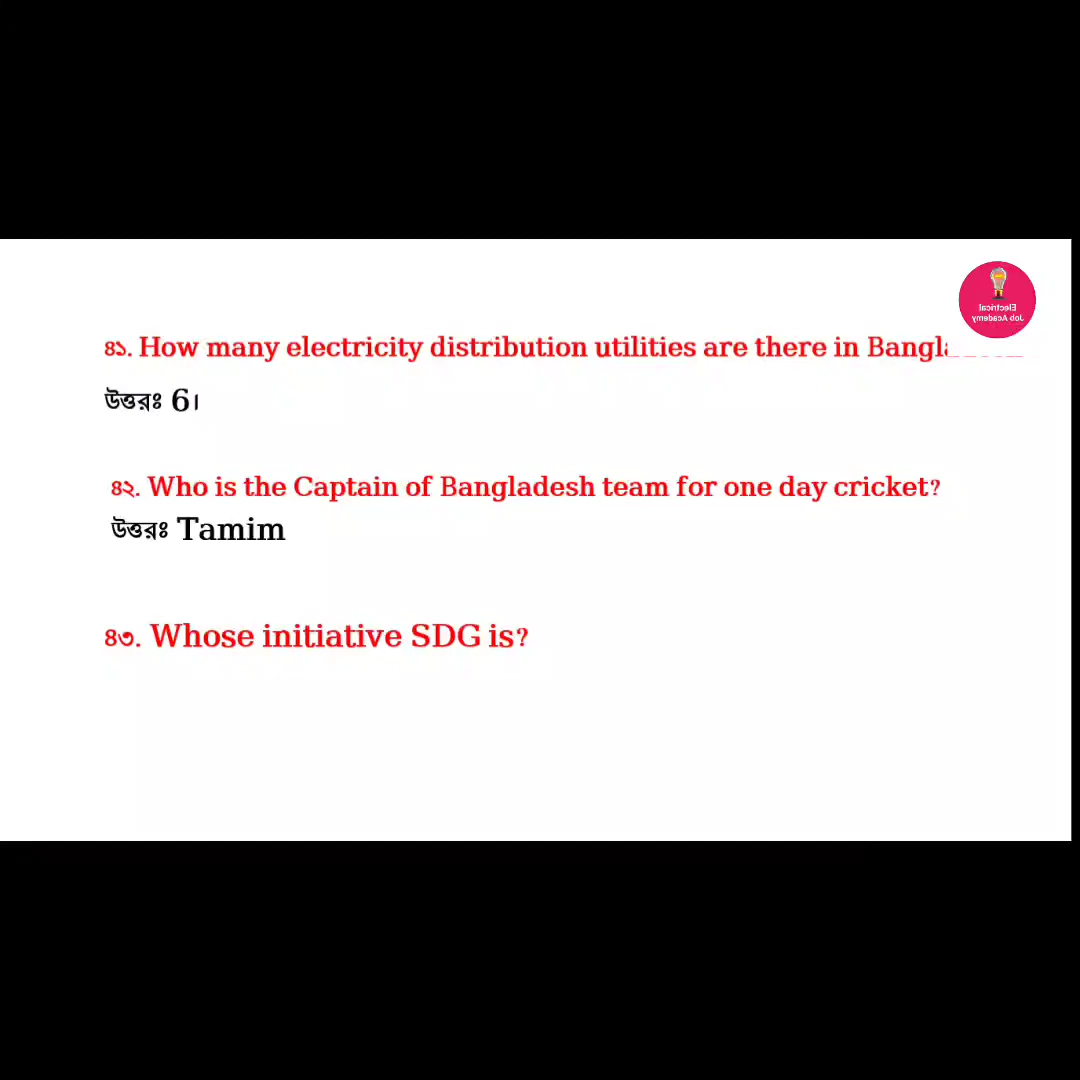 Electrical
Job Academy
৪১. How many electricity distribution utilities are there in
উত্তরঃ 6।
৪২. Who is the Captain of Bangladesh team for one day cricket?
উত্তরঃ Tamim
৪৩. Whose initiative SDG is?